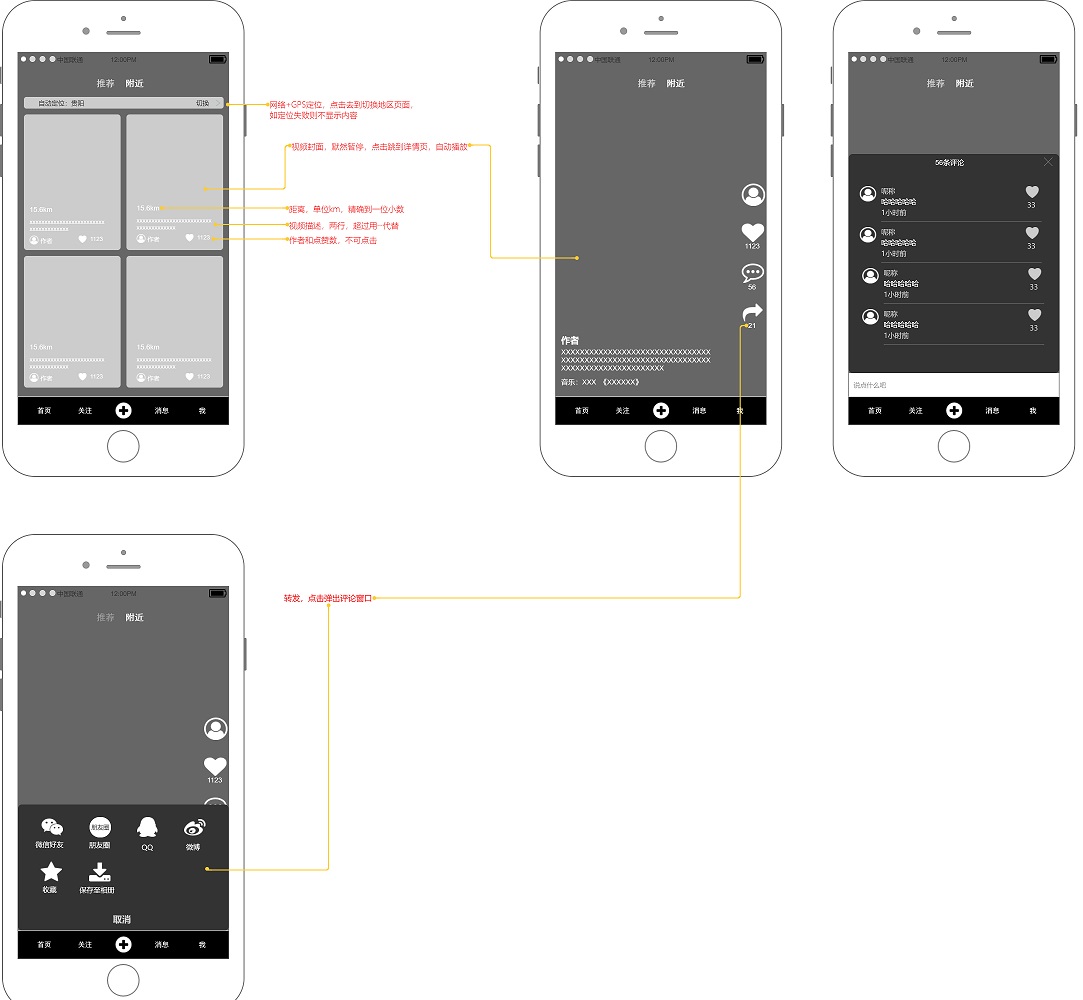 中国联通 12:00PM
推荐 附近
自动定位：贵阳 切换
15.6km
xxxxxxxxxxxxxxxxxxxxxx
xxxxxxxxxxxx
作者 1123
15.6km
xxxxxxxxxxxxxxxxxxxxxx
xxxxxxxxxxxx
作者 1123
15.6km
xxxxxxxxxxxxxxxxxxxxxx
xxxxxxxxxxxx
作者 1123
15.6km
xxxxxxxxxxxxxxxxxxxxxx
xxxxxxxxxxxx
作者 1123
首页 关注 消息 我
网络+GPS定位，点击去到切换地区页面，
如定位失败则不显示内容
视频封面，默然暂停，点击跳到详情页，自动播放
距离，单位km，精确到一位小数
视频描述，两行，超过用--代替
作者和点赞数，不可点击
中国联通 12:00PM
推荐 附近
1123
56
21
作者
XXXXXXXXXXXXXXXXXXXXXXXXXXXXXXXX
XXXXXXXXXXXXXXXXXXXXXXXXXXXXXXXX
XXXXXXXXXXXXXXXXXXXXXX
音乐：XXX 《XXXXXX》
首页 关注 消息 我
中国联通 12:00PM
推荐 附近
56条评论
昵称
哈哈哈哈哈
1小时前
33
昵称
哈哈哈哈哈
1小时前
33
昵称
哈哈哈哈哈
1小时前
33
昵称
哈哈哈哈哈
1小时前
33
说点什么吧
首页 关注 消息 我
中国联通 12:00PM
推荐 附近
1123
微信好友 朋友圈 朋友圈 QQ 微博
收藏 保存至相册
取消
首页 关注 消息 我
转发，点击弹出评论窗口